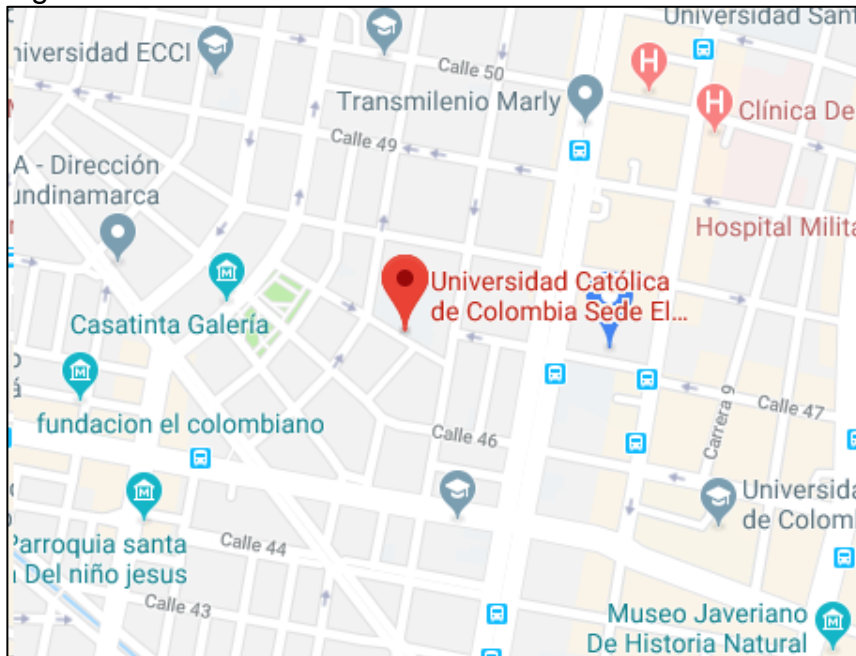 Universidad San
niversidad ECCI
Calle 50
Transmilenio Marly
H
H
Clínica De
Calle 49
A - Dirección
undinamarca
Hospital Milita
Universidad Católica
de Colombia Sede El...
Casatinta Galería
fundacion el colombiano
Calle 47
Carrera 9
Calle 46
Universida
de Colom
Calle 44
Parroquia santa
Del niño jesus
Calle 43
Museo Javeriano
De Historia Natural